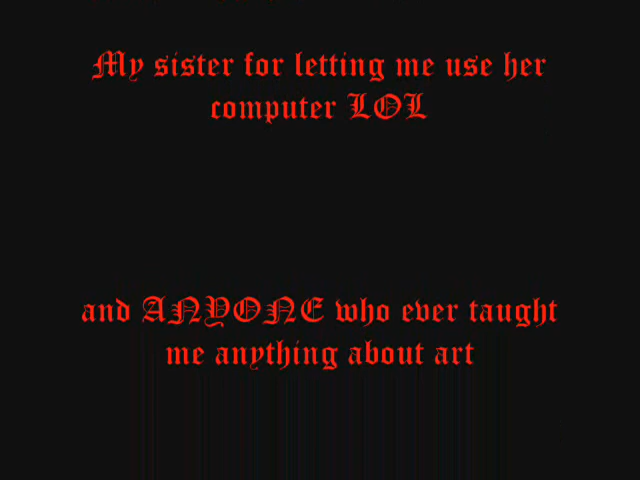 My sister for letting me use her
computer LOL
and ANYONE who ever taught
me anything about art